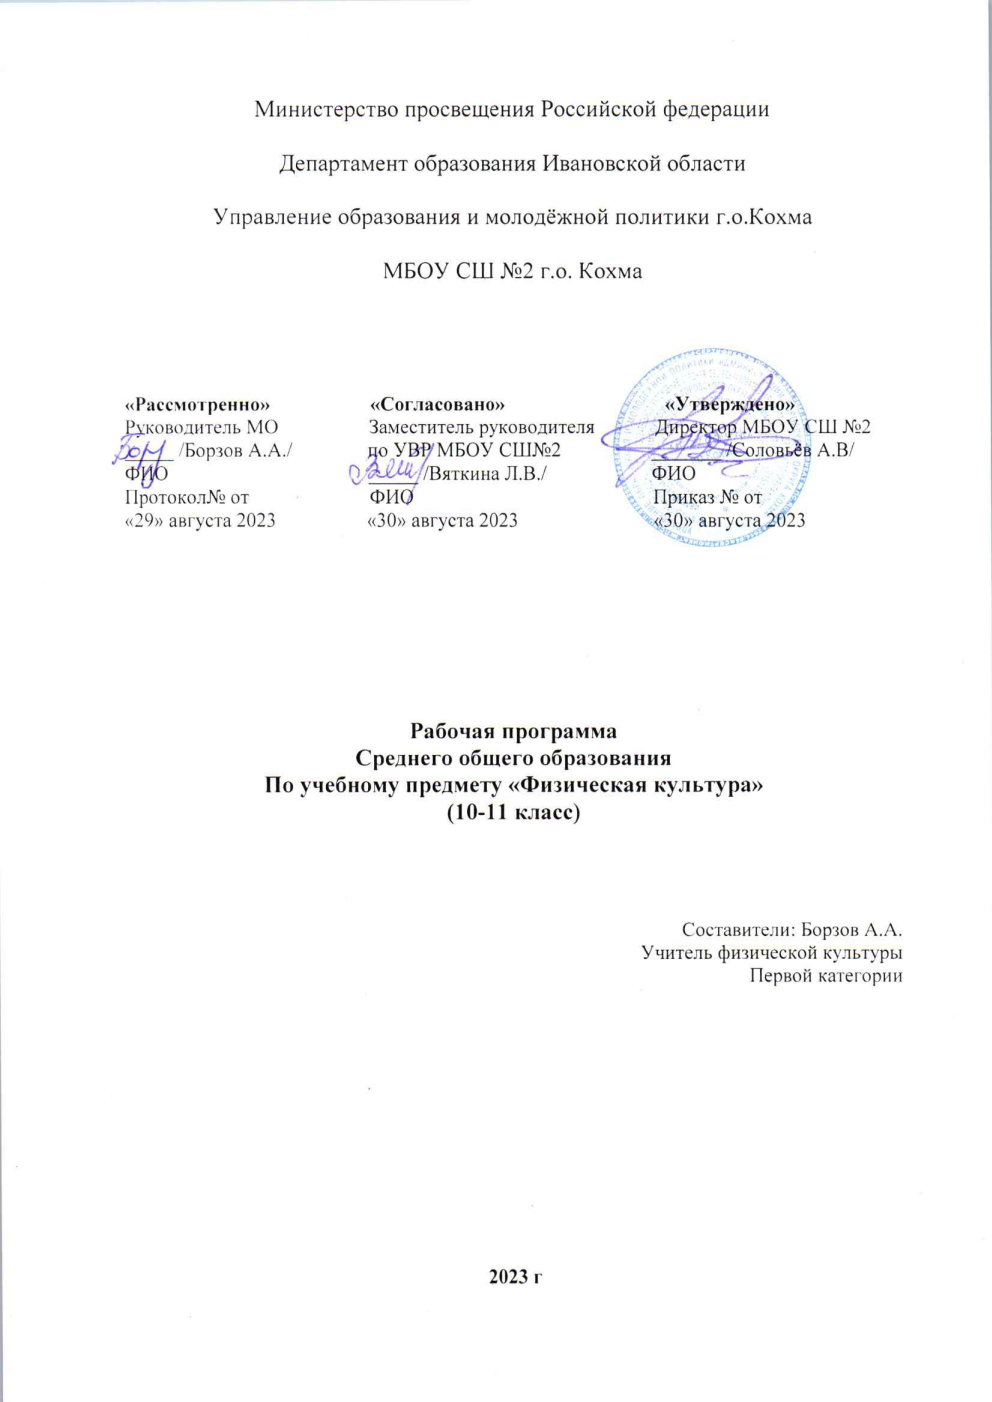 Министерство просвещения Российской федерации
Департамент образования Ивановской области
Управление образования и молодёжной политики г.о.Кохма
МБОУ СШ №2 г.о. Кохма
«Рассмотренно»
Руководитель МО
/Борзов А.А./
ФИО
Протокол№ от
«29» августа 2023
«Согласовано»
Заместитель руководителя
по УВР МБОУ СШ№2
/Вяткина Л.В./
ФИО
«30» августа 2023
«Утверждено»
Директор МБОУ СШ №2
/Соловьёв А.В/
ФИО
Приказ № от
«30» августа 2023
Рабочая программа
Среднего общего образования
По учебному предмету «Физическая культура»
(10-11 класс)
Составители: Борзов А.А.
Учитель физической культуры
Первой категории
2023 г